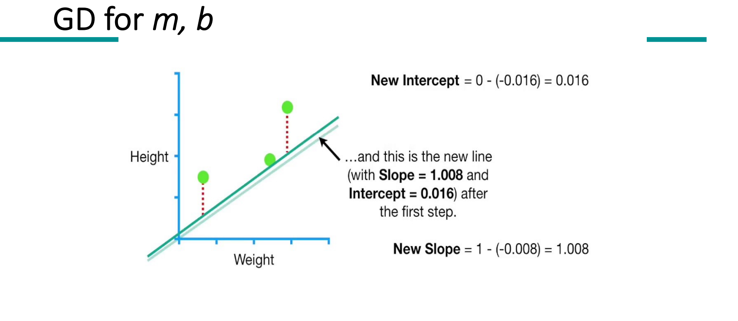 GD for m, b
New Intercept = 0 - (-0.016) = 0.016
Height
...and this is the new line
(with Slope = 1.008 and
Intercept = 0.016) after
the first step.
New Slope = 1 - (-0.008) = 1.008
Weight